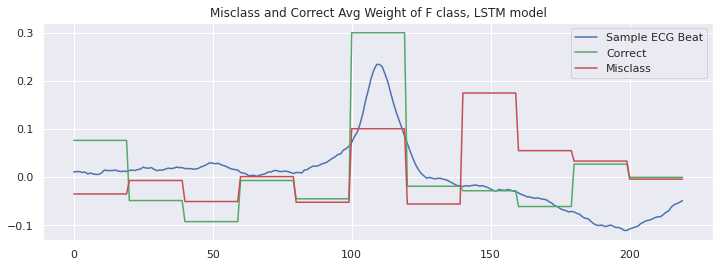 Misclass and Correct Avg Weight of F class, LSTM model
Sample ECG Beat
Correct
Misclass
0.3
0.2
0.1
0.0
−0.1
0
50
100
150
200